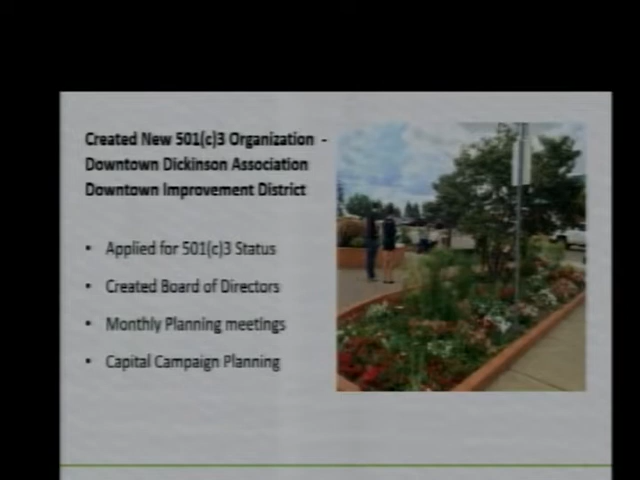 Created New 501(c)3 Organization -
Downtown Dickinson Association
Downtown Improvement District
• Applied for 501(c)3 Status
• Created Board of Directors
• Monthly Planning meetings
• Capital Campaign Planning